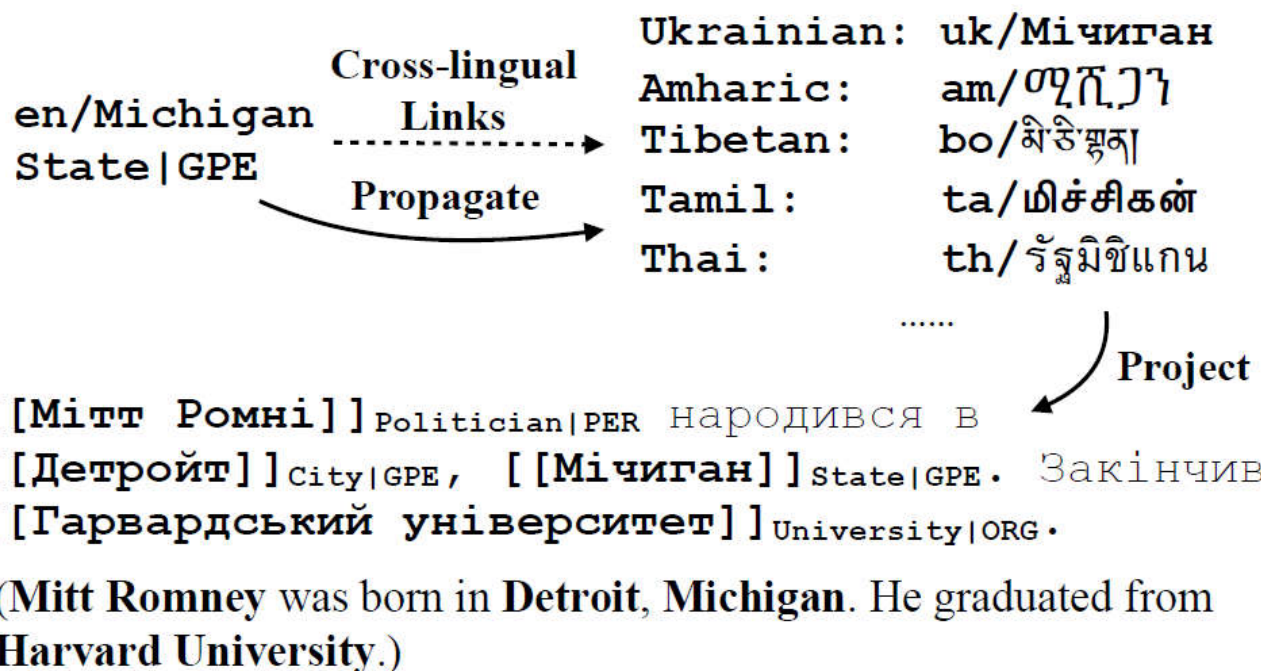 Ukrainian: uk/Мічиган
Cross-lingual
Links
Amharic: am/ሚሺጋን
en/Michigan
State|GPE
Tibetan: bo/མི་ཅི་གྷན།
Propagate
Tamil: ta/மிச்சிகன்
Thai: th/รัฐมิชิแกน
......
Project
[Мітт Ромні]]Politician|PER народився в
[Детройт]]City|GPE, [[Мічиган]]State|GPE. Закінчив
[Гарвардський університет]]University|ORG.
(Mitt Romney was born in Detroit, Michigan. He graduated from
Harvard University.)